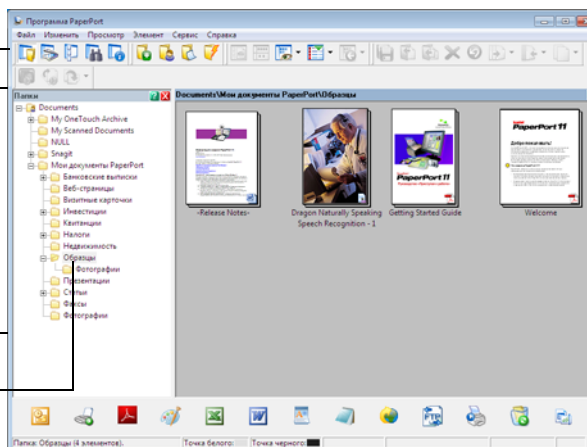 Программа PaperPort
Файл Изменить Просмотр Элемент Сервис Справка
Папки
Documents\Мои документы PaperPort\Образцы
Documents
My OneTouch Archive
My Scanned Documents
NULL
Snagit
Мои документы PaperPort
Банковские выписки
Веб-страницы
Визитные карточки
Инвестиции
Квитанции
Налоги
Недвижимость
Образцы
Фотографии
Презентации
Статьи
Факсы
Фотографии
PaperPort 11
PaperPort 11
Добро пожаловать!
-Release Notes-
Dragon Naturally Speaking
Speech Recognition - 1
Getting Started Guide
Welcome
FTP
Папка: Образцы (4 элементов).
Точка белого:
Точка черного: